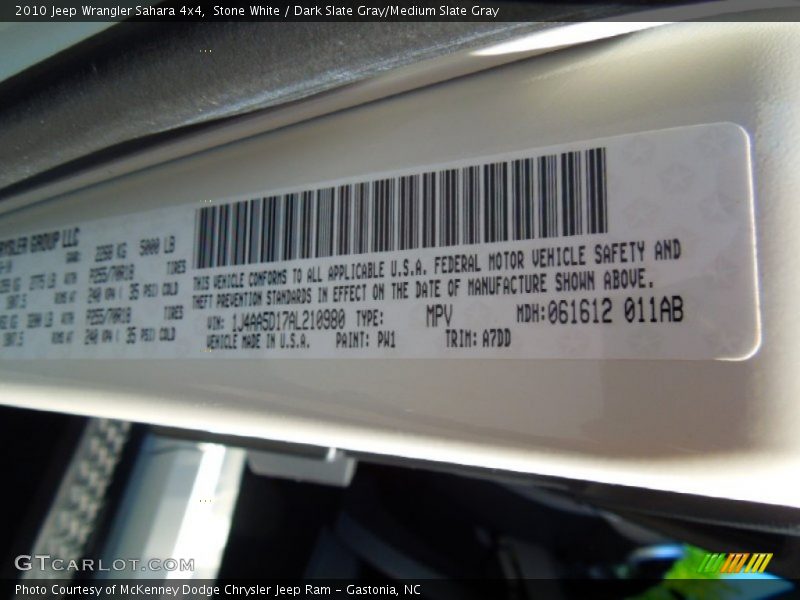 2010 Jeep Wrangler Sahara 4x4, Stone White / Dark Slate Gray/Medium Slate Gray
GROUP LLC
2268 KG 5000 LB
P255/70R18 TIRES
240 KPA ( 35 PSI COLD
P255/70R18 TIRES
240 KPA ( 35 PSI COLD
THIS VEHICLE CONFORMS TO ALL APPLICABLE U.S.A. FEDERAL MOTOR VEHICLE SAFETY AND
THEFT PREVENTION STANDARDS IN EFFECT ON THE DATE OF MANUFACTURE SHOWN ABOVE.
VIN: 1J4AA5D17AL210980 TYPE: MPV MDH:061612 011AB
VEHICLE MADE IN U.S.A. PAINT: PW1 TRIM: A7DD
GTCARLOT.COM
Photo Courtesy of McKenney Dodge Chrysler Jeep Ram - Gastonia, NC